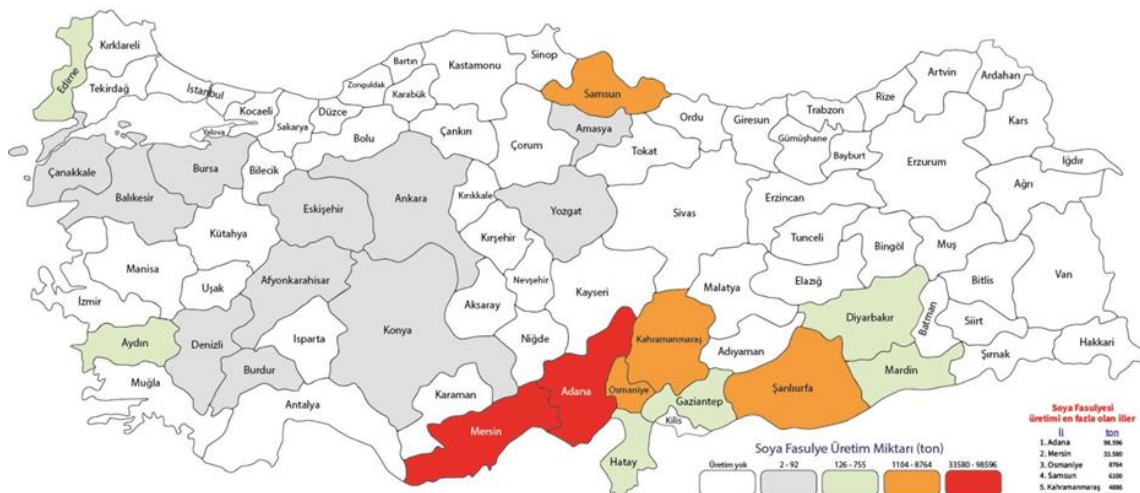 Kırklareli
Edirne
Tekirdağ
İstanbul
Kocaeli
Yalova
Sakarya
Düzce
Zonguldak
Bartın
Karabük
Kastamonu
Sinop
Samsun
Ordu
Giresun
Trabzon
Rize
Artvin
Ardahan
Kars
Çanakkale
Balıkesir
Bursa
Bilecik
Bolu
Çankırı
Çorum
Amasya
Tokat
Gümüşhane
Bayburt
Erzurum
Iğdır
Ağrı
Eskişehir
Ankara
Kırıkkale
Yozgat
Sivas
Erzincan
Kütahya
Kırşehir
Tunceli
Bingöl
Muş
Manisa
Uşak
Afyonkarahisar
Nevşehir
Kayseri
Malatya
Elazığ
Bitlis
Van
İzmir
Aksaray
Konya
Niğde
Kahramanmaraş
Adıyaman
Diyarbakır
Batman
Siirt
Hakkari
Şırnak
Mardin
Aydın
Denizli
Isparta
Burdur
Muğla
Antalya
Karaman
Mersin
Adana
Osmaniye
Gaziantep
Kilis
Şanlıurfa
Hatay
Soya Fasulye Üretim Miktarı (ton)
Üretim yok
2 - 92
126 - 755
1104 - 8764
33580 - 98596
Soya Fasulyesi
üretimi en fazla olan iller
İl ton
1. Adana 98.596
2. Mersin 33.580
3. Osmaniye 8764
4. Samsun 6300
5. Kahramanmaraş 4886